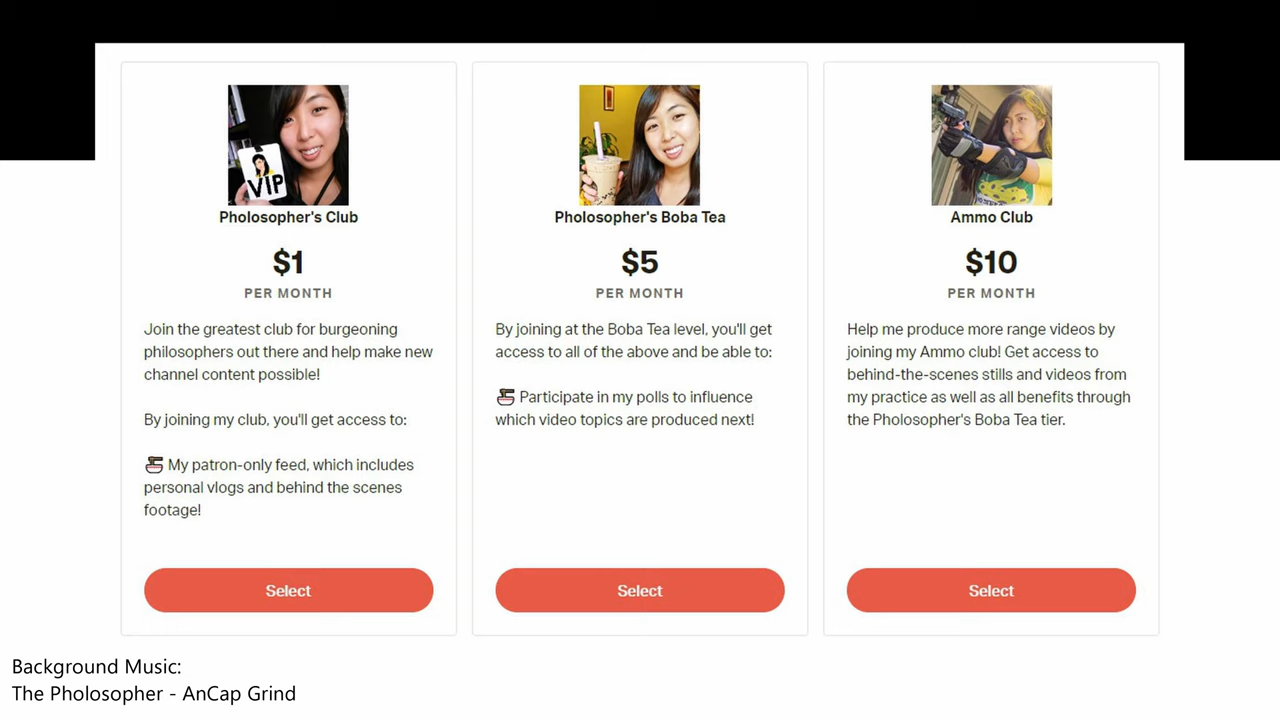 VIP
Pholosopher's Club
$1
PER MONTH
Join the greatest club for burgeoning
philosophers out there and help make new
channel content possible!
By joining my club, you'll get access to:
🍜 My patron-only feed, which includes
personal vlogs and behind the scenes
footage!
Select
Pholosopher's Boba Tea
$5
PER MONTH
By joining at the Boba Tea level, you'll get
access to all of the above and be able to:
🍜 Participate in my polls to influence
which video topics are produced next!
Select
Ammo Club
$10
PER MONTH
Help me produce more range videos by
joining my Ammo club! Get access to
behind-the-scenes stills and videos from
my practice as well as all benefits through
the Pholosopher's Boba Tea tier.
Select
Background Music:
The Pholosopher - AnCap Grind